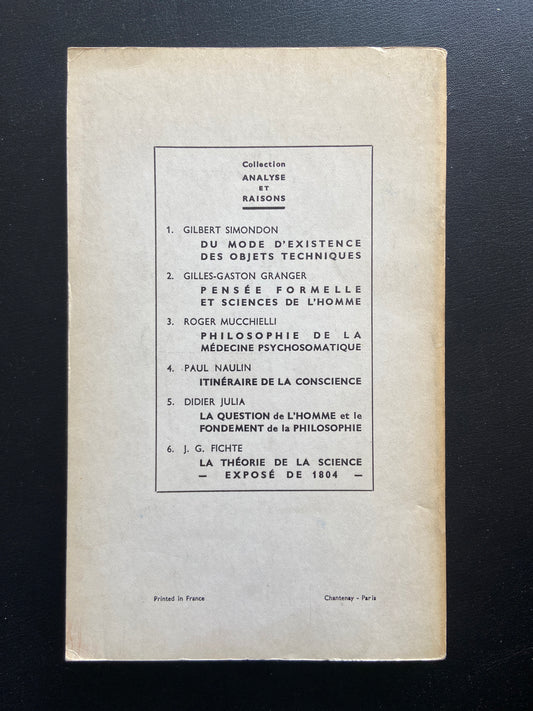 Collection
ANALYSE
ET
RAISONS
1. GILBERT SIMONDON
DU MODE D'EXISTENCE
DES OBJETS TECHNIQUES
2. GILLES-GASTON GRANGER
PENSÉE FORMELLE
ET SCIENCES DE L'HOMME
3. ROGER MUCCHIELLI
PHILOSOPHIE DE LA
MÉDECINE PSYCHOSOMATIQUE
4. PAUL NAULIN
ITINÉRAIRE DE LA CONSCIENCE
5. DIDIER JULIA
LA QUESTION de L'HOMME et le
FONDEMENT de la PHILOSOPHIE
6. J. G. FICHTE
LA THÉORIE DE LA SCIENCE
— EXPOSÉ DE 1804 —
Printed in France
Chantenay - Paris